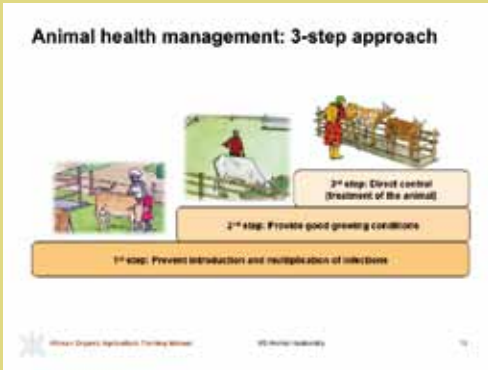 Animal health management: 3-step approach
3rd step: Direct control
(treatment of the animal)
2nd step: Provide good growing conditions
1st step: Prevent introduction and multiplication of infections
African Organic Agriculture Training Manual